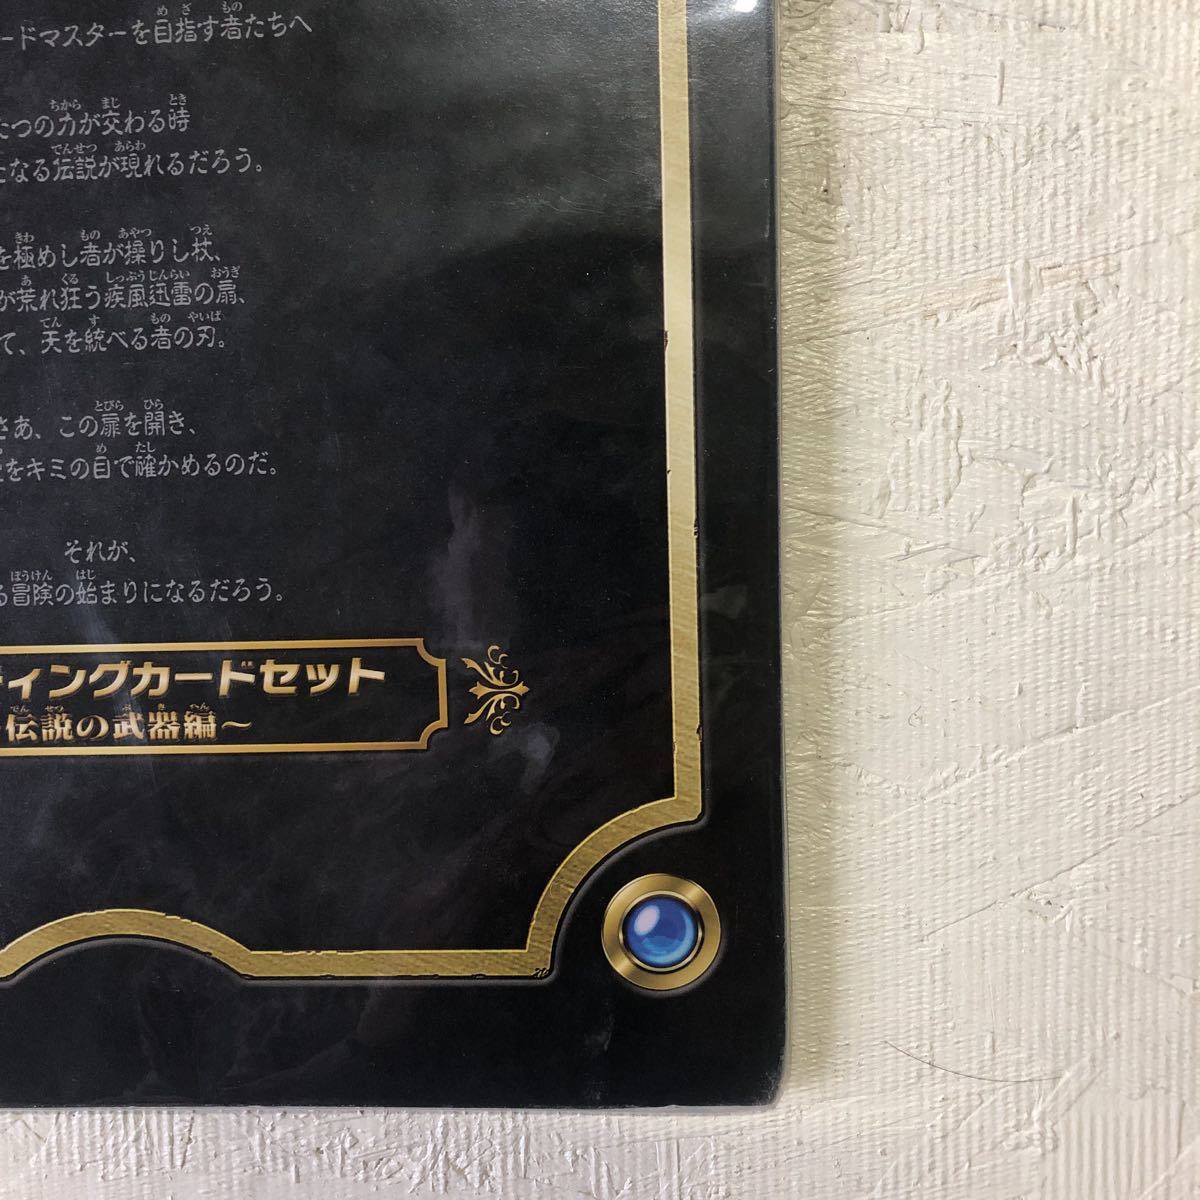 ードマスターを目指す者たちへ
たつの力が交わる時
たなる伝説が現れるだろう。
を極めし者が操りし杖、
が荒れ狂う疾風迅雷の扇、
て、天を統べる者の刃。
さあ、この扉を開き、
をキミの目で確かめるのだ。
それが、
る冒険の始まりになるだろう。
ィングカードセット
伝説の武器編～